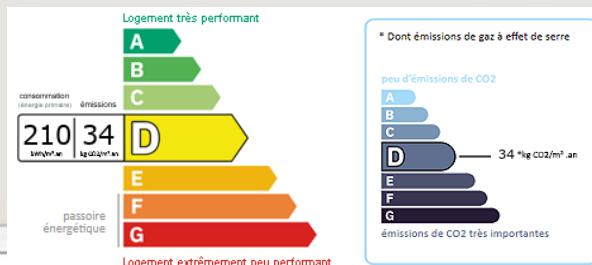 Logement très performant
A
B
C
consommation
(énergie primaire)
émissions
210
kWh/m².an
34
kg CO2/m².an
D
E
F
G
passoire
énergétique
Logement extrêmement peu performant
* Dont émissions de gaz à effet de serre
peu d'émissions de CO2
A
B
C
D
34 *kg CO2/m² .an
E
F
G
émissions de CO2 très importantes